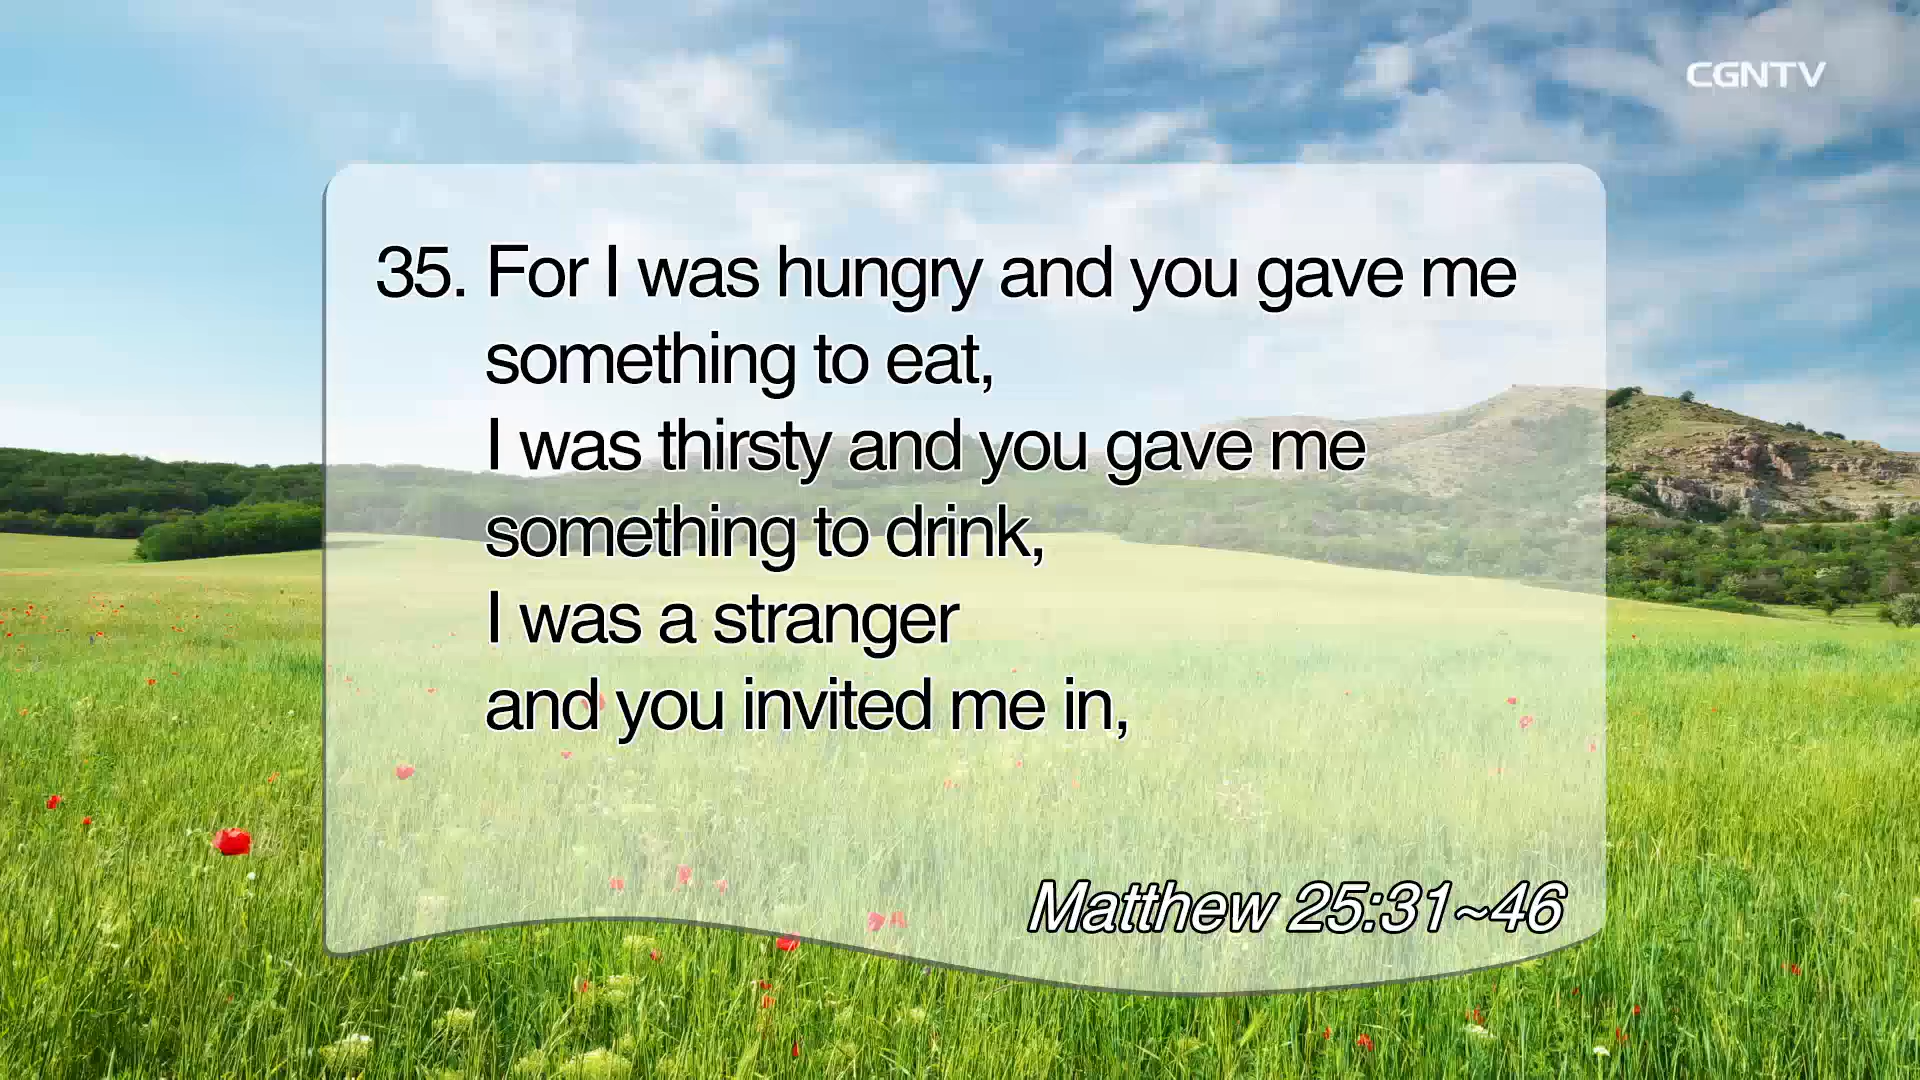 CGNTV
35. For I was hungry and you gave me
something to eat,
I was thirsty and you gave me
something to drink,
I was a stranger
and you invited me in,
Matthew 25:31~46